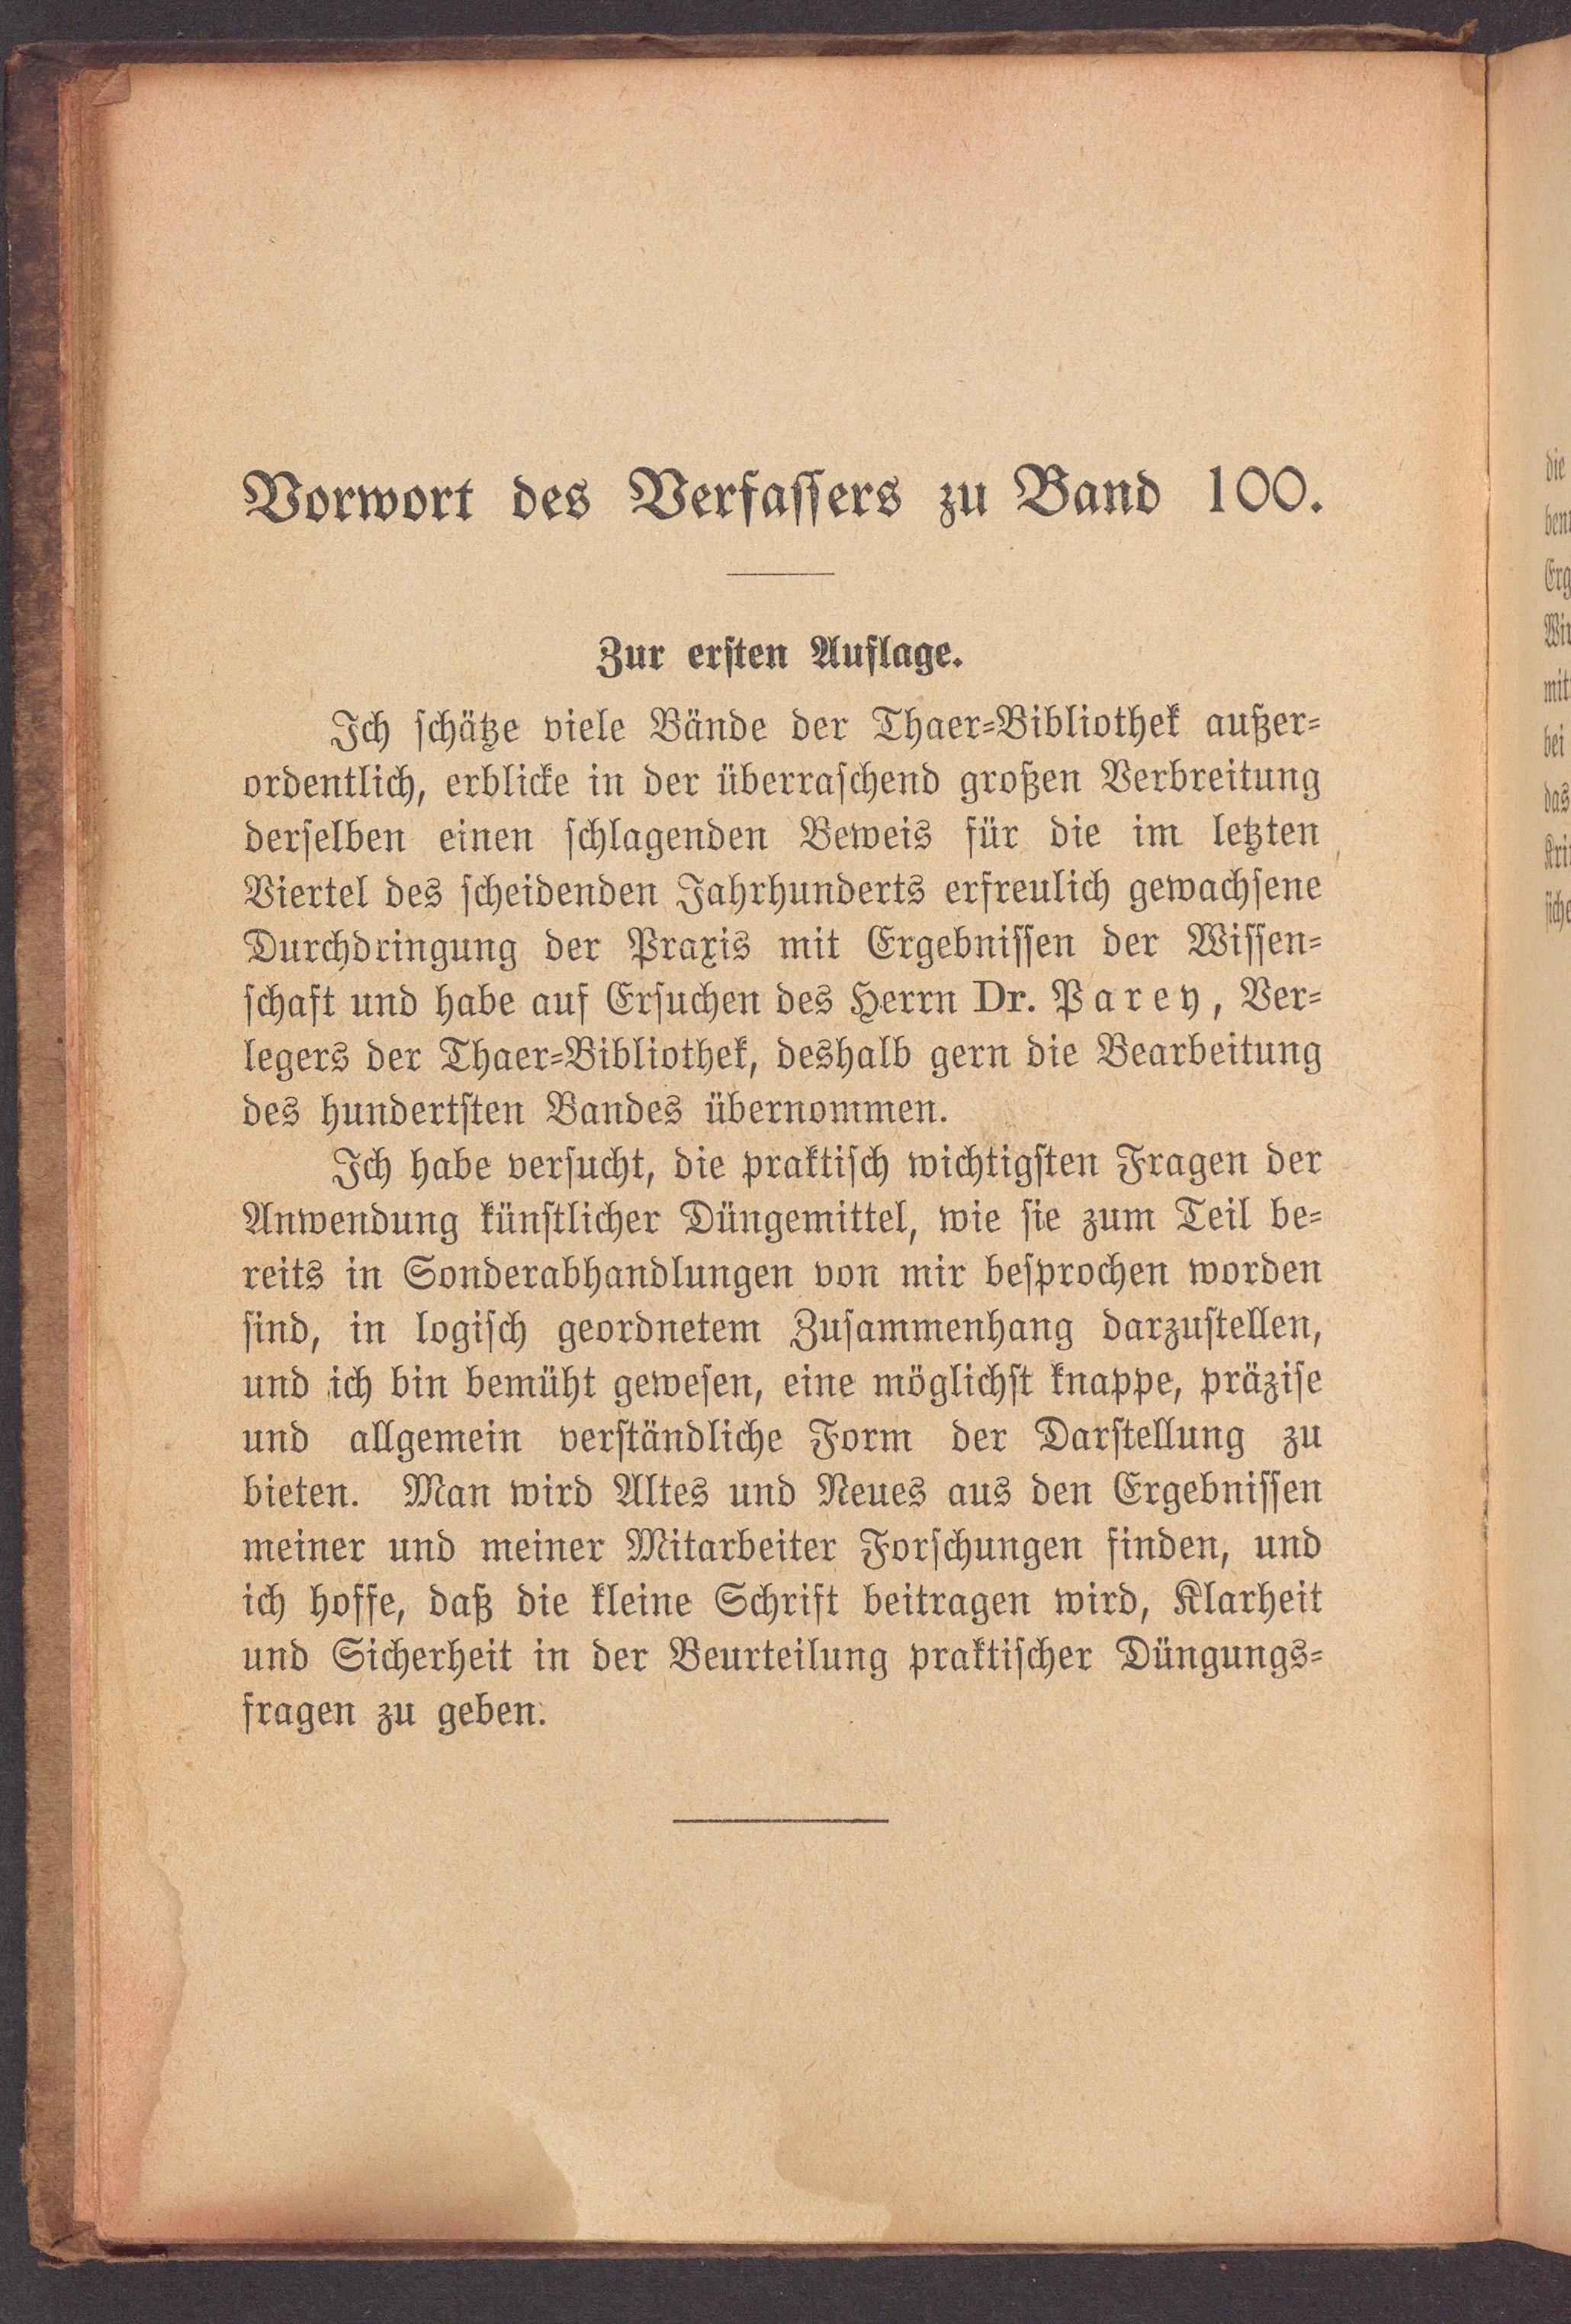 Vorwort des Verfassers zu Band 100.
Zur ersten Auflage.
Ich schätze viele Bände der Thaer-Bibliothek außer-
ordentlich, erblicke in der überraschend großen Verbreitung
derselben einen schlagenden Beweis für die im letzten
Viertel des scheidenden Jahrhunderts erfreulich gewachsene
Durchdringung der Praxis mit Ergebnissen der Wissen-
schaft und habe auf Ersuchen des Herrn Dr. Parey, Ver-
legers der Thaer-Bibliothek, deshalb gern die Bearbeitung
des hundertsten Bandes übernommen.
Ich habe versucht, die praktisch wichtigsten Fragen der
Anwendung künstlicher Düngemittel, wie sie zum Teil be-
reits in Sonderabhandlungen von mir besprochen worden
sind, in logisch geordnetem Zusammenhang darzustellen,
und ich bin bemüht gewesen, eine möglichst knappe, präzise
und allgemein verständliche Form der Darstellung zu
bieten. Man wird Altes und Neues aus den Ergebnissen
meiner und meiner Mitarbeiter Forschungen finden, und
ich hoffe, daß die kleine Schrift beitragen wird, Klarheit
und Sicherheit in der Beurteilung praktischer Düngungs-
fragen zu geben.
die
bei
das